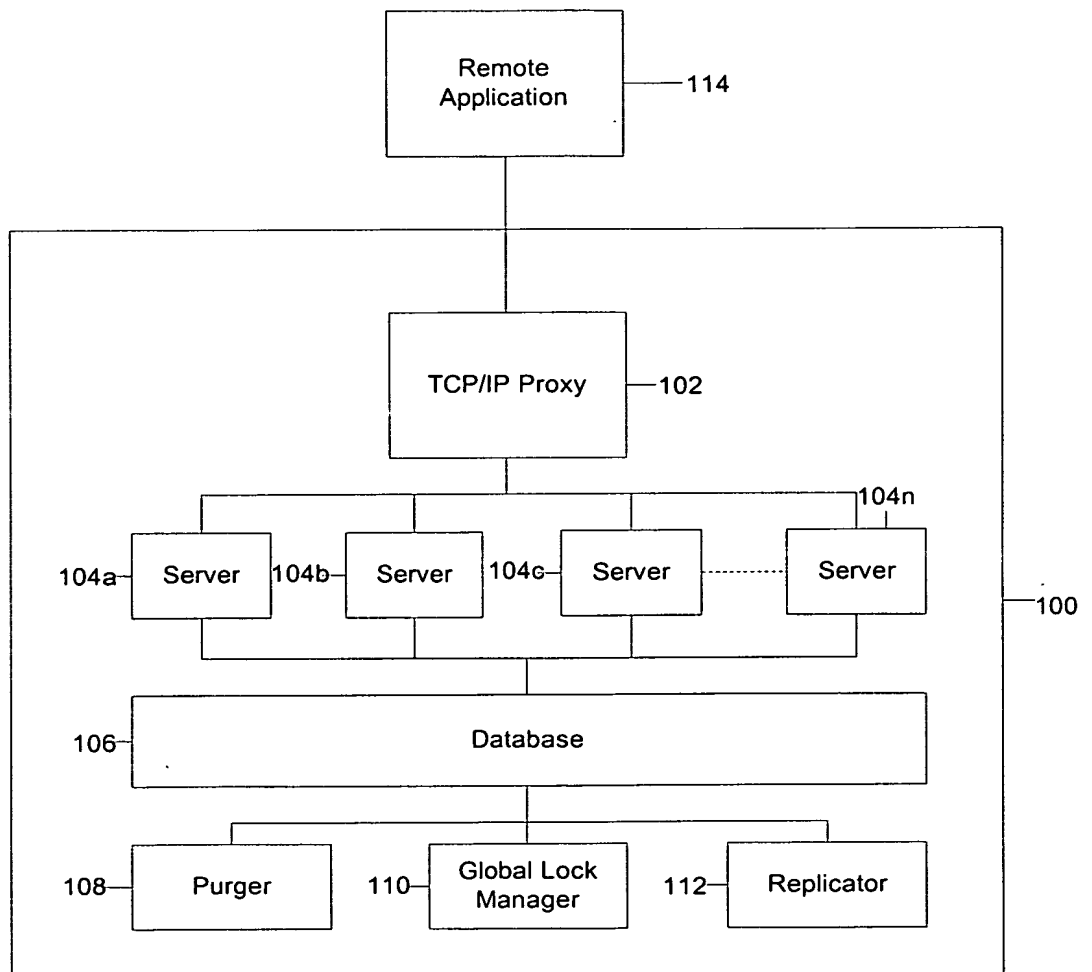 Remote
Application
114
TCP/IP Proxy
102
104n
104a
Server
104b
Server
104c
Server
Server
100
106
Database
108
Purger
110
Global Lock
Manager
112
Replicator